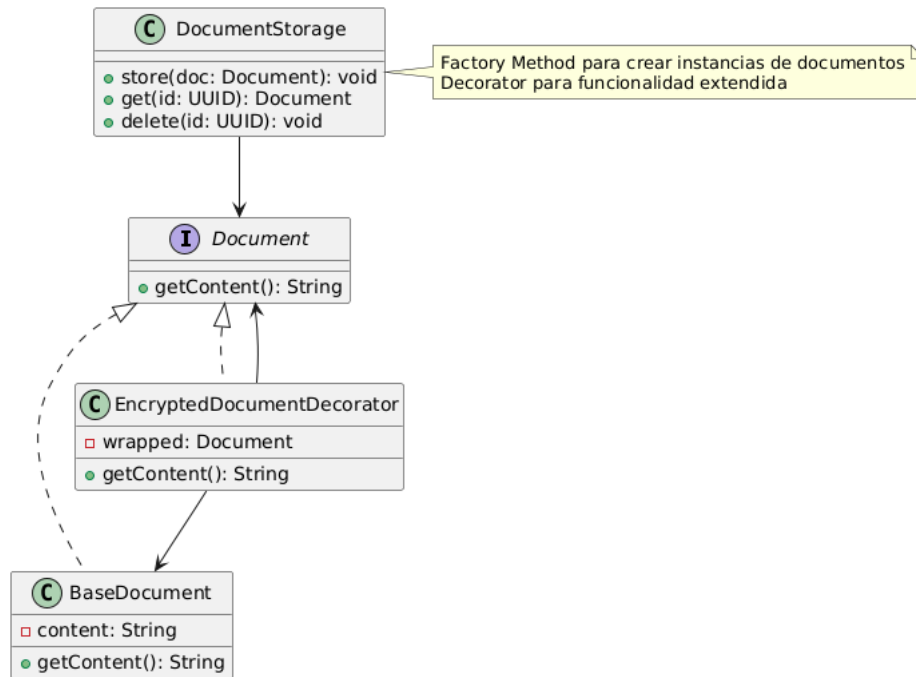 C DocumentStorage
store(doc: Document): void
get(id: UUID): Document
delete(id: UUID): void
Factory Method para crear instancias de documentos
Decorator para funcionalidad extendida
I Document
getContent(): String
C EncryptedDocumentDecorator
wrapped: Document
getContent(): String
C BaseDocument
content: String
getContent(): String